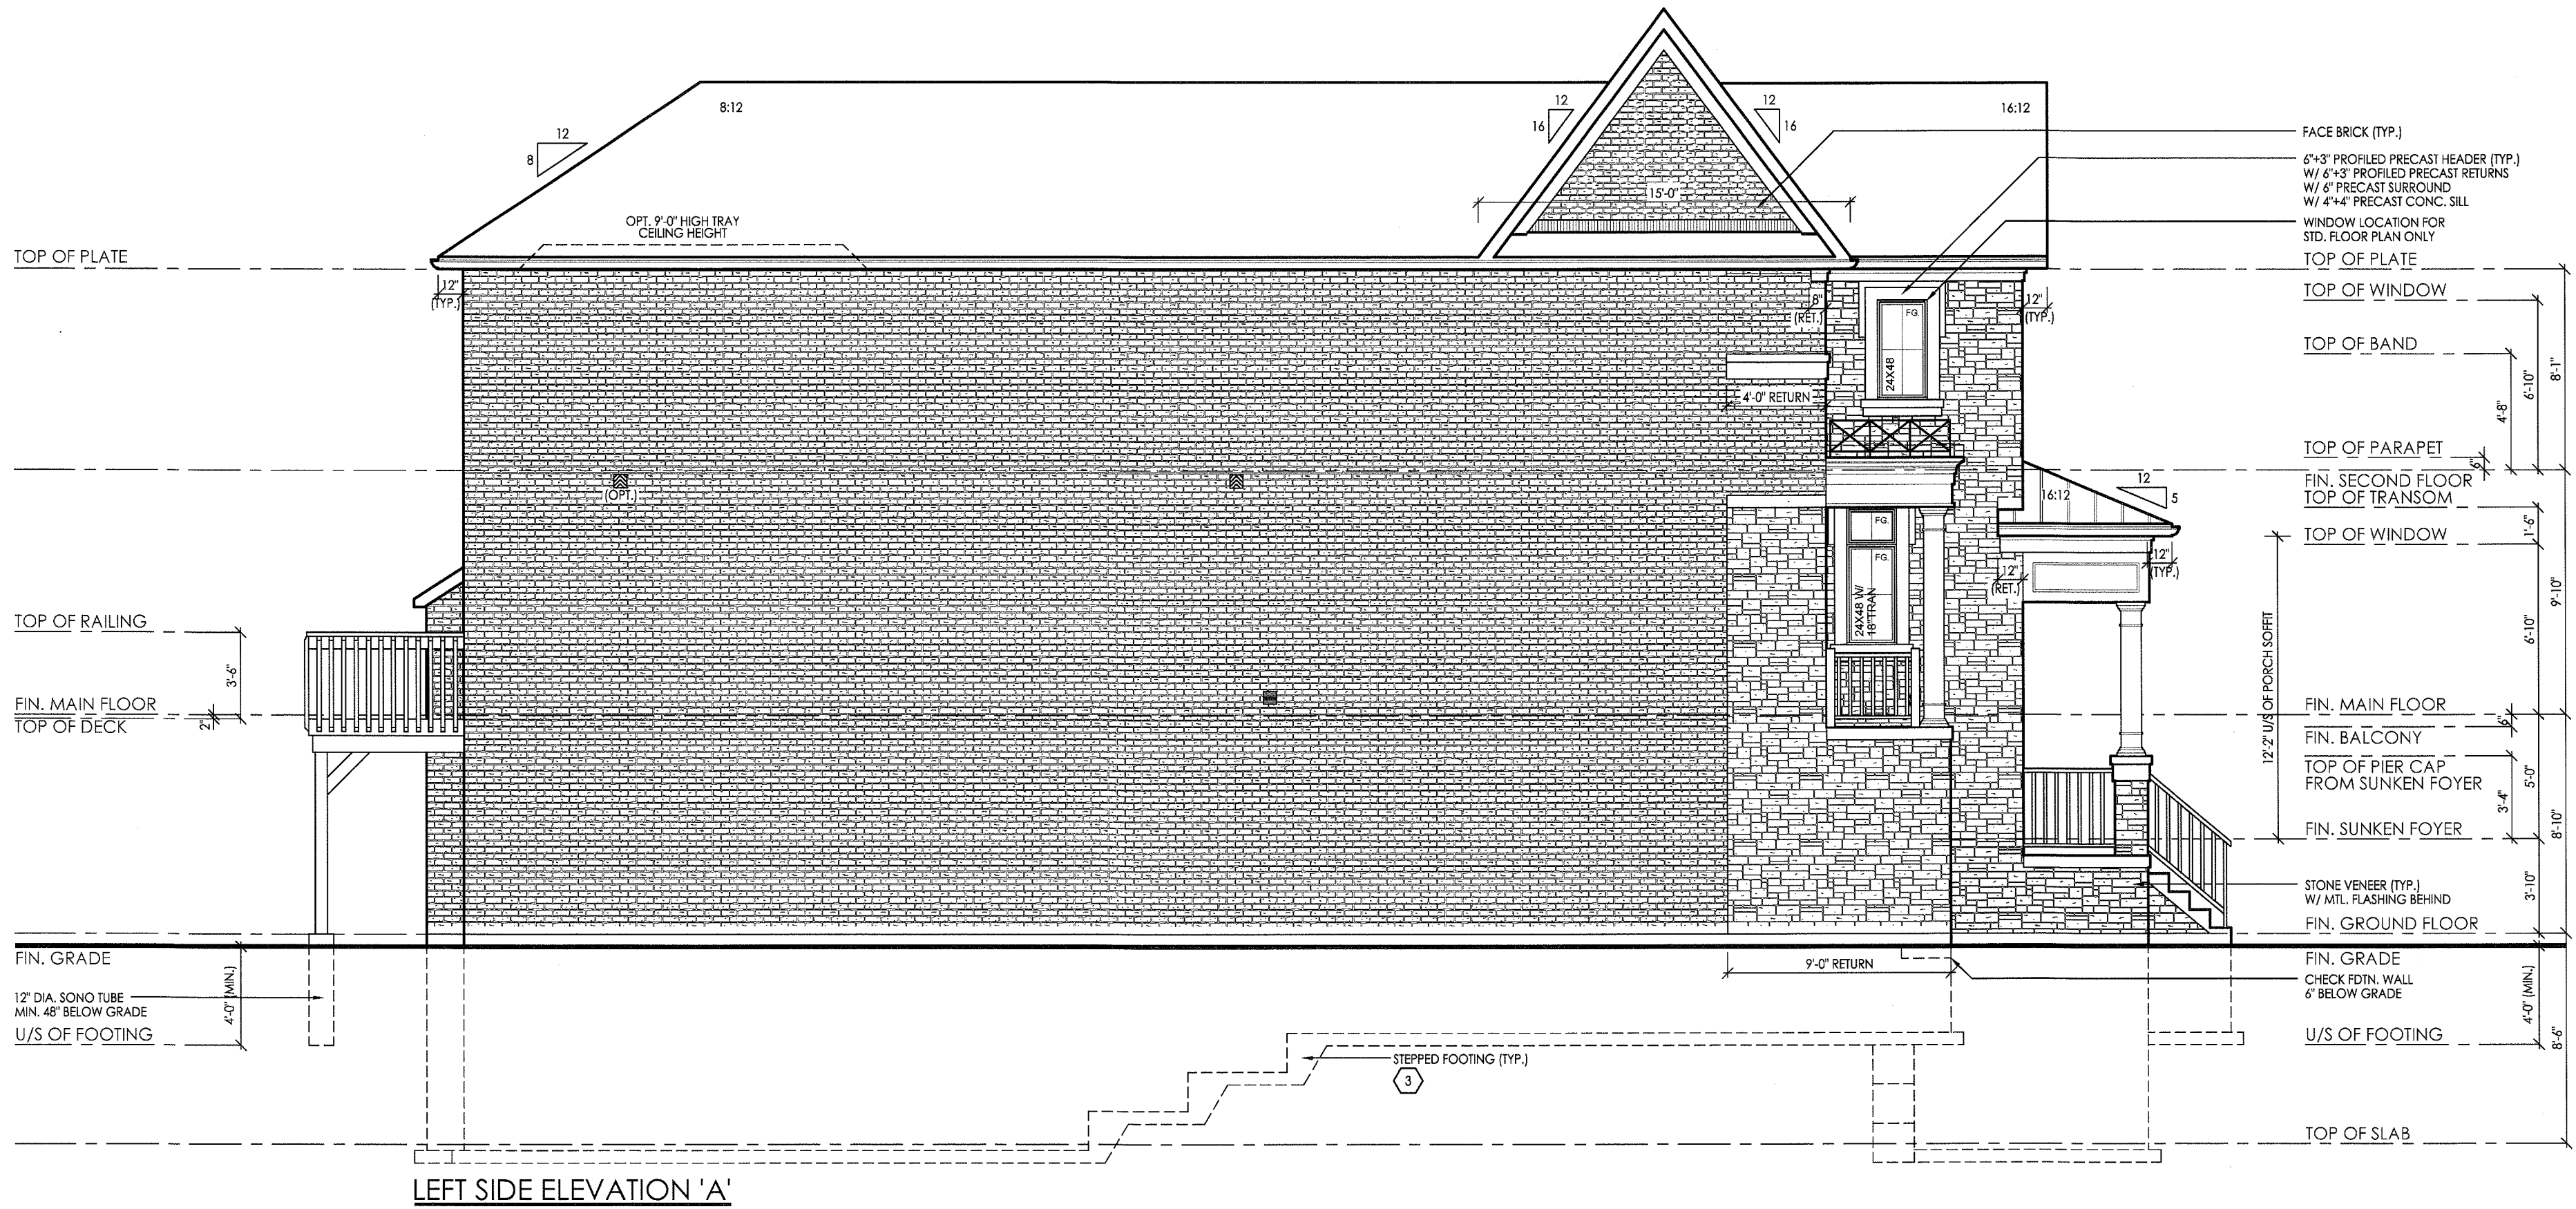 8:12
12
8
12
16
12
16
16:12
15'-0"
FACE BRICK (TYP.)
6"+3" PROFILED PRECAST HEADER (TYP.)
W/ 6"+3" PROFILED PRECAST RETURNS
W/ 6" PRECAST SURROUND
W/ 4"+4" PRECAST CONC. SILL
WINDOW LOCATION FOR
STD. FLOOR PLAN ONLY
OPT. 9'-0" HIGH TRAY
CEILING HEIGHT
TOP OF PLATE
TOP OF PLATE
TOP OF WINDOW
TOP OF BAND
TOP OF PARAPET
FIN. SECOND FLOOR
TOP OF TRANSOM
TOP OF WINDOW
12"
(TYP.)
8"
(RET.)
12"
(TYP.)
FG.
24X48
4'-0" RETURN
8'-1"
6'-10"
4'-8"
6"
(OPT.)
16:12
12
5
FG.
FG.
24X48 W/
18"TRAN
12"
(TYP.)
12"
(RET.)
1'-6"
9'-10"
6'-10"
12'-2" U/S OF PORCH SOFFIT
TOP OF RAILING
3'-6"
FIN. MAIN FLOOR
2"
TOP OF DECK
FIN. MAIN FLOOR
6"
FIN. BALCONY
TOP OF PIER CAP
FROM SUNKEN FOYER
5'-0"
3'-4"
8'-10"
FIN. SUNKEN FOYER
STONE VENEER (TYP.)
W/ MTL. FLASHING BEHIND
3'-10"
FIN. GROUND FLOOR
FIN. GRADE
FIN. GRADE
9'-0" RETURN
12" DIA. SONO TUBE
MIN. 48" BELOW GRADE
4'-0" (MIN.)
U/S OF FOOTING
CHECK FDTN. WALL
6" BELOW GRADE
4'-0" (MIN.)
U/S OF FOOTING
8'-6"
STEPPED FOOTING (TYP.)
3
TOP OF SLAB
LEFT SIDE ELEVATION 'A'